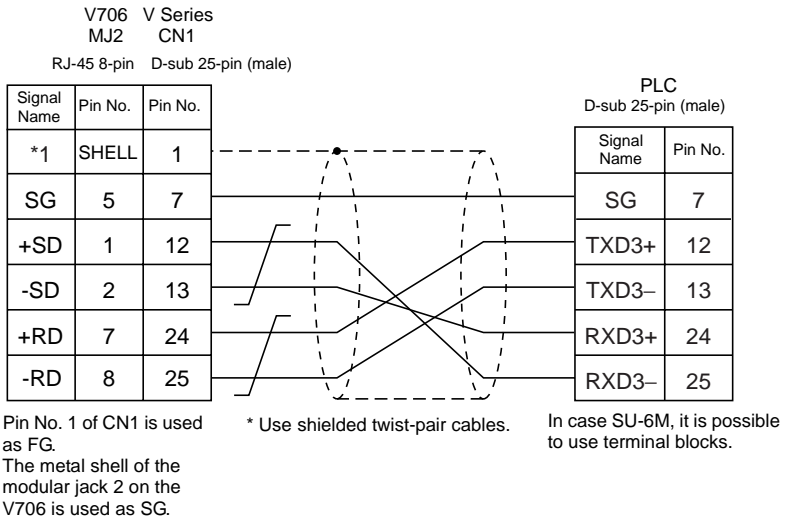 V706 V Series
MJ2 CN1
RJ-45 8-pin D-sub 25-pin (male)
Signal Name Pin No. Pin No.
*1 SHELL 1
SG 5 7
+SD 1 12
-SD 2 13
+RD 7 24
-RD 8 25
PLC
D-sub 25-pin (male)
Signal Name Pin No.
SG 7
TXD3+ 12
TXD3− 13
RXD3+ 24
RXD3− 25
Pin No. 1 of CN1 is used
as FG.
The metal shell of the
modular jack 2 on the
V706 is used as SG.
* Use shielded twist-pair cables.
In case SU-6M, it is possible
to use terminal blocks.